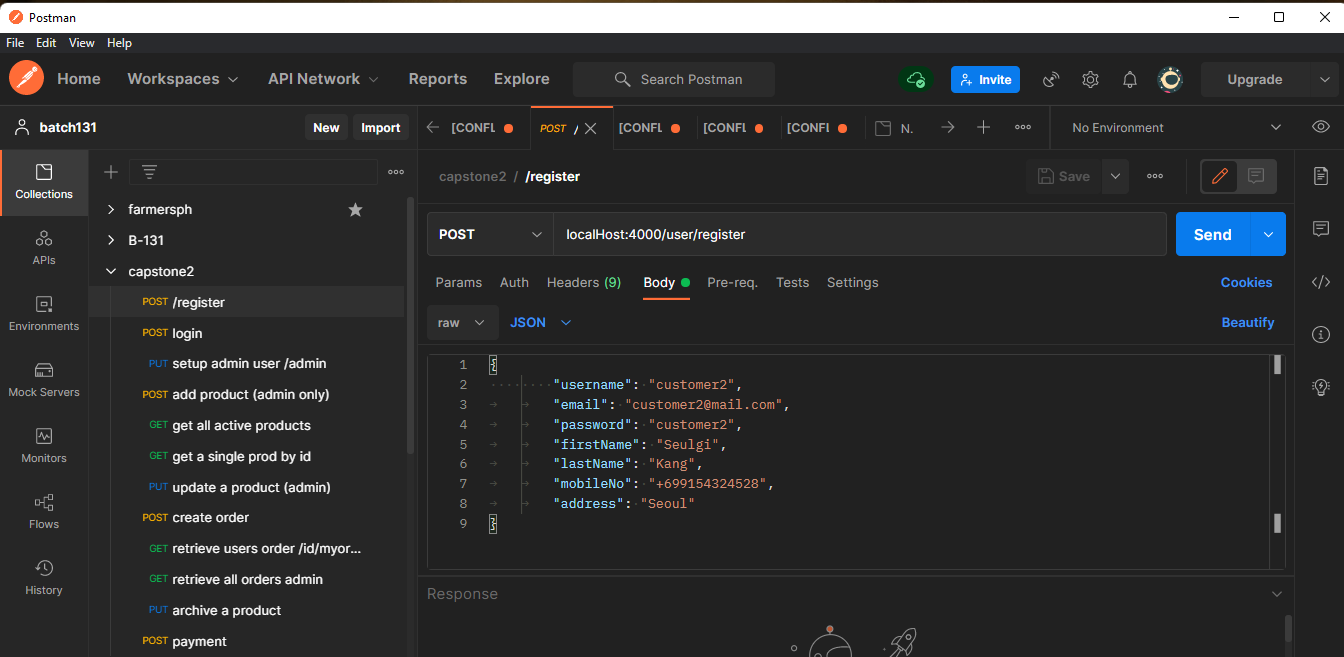 Postman
File Edit View Help
Home Workspaces API Network Reports Explore Search Postman Invite Upgrade
batch131 New Import
[CONFL POST / [CONFL [CONFL [CONFL N. No Environment
Collections
APIs
Environments
Mock Servers
Monitors
Flows
History
farmersph
B-131
capstone2
POST /register
POST login
PUT setup admin user /admin
POST add product (admin only)
GET get all active products
GET get a single prod by id
PUT update a product (admin)
POST create order
GET retrieve users order /id/myor...
GET retrieve all orders admin
PUT archive a product
POST payment
capstone2 / /register Save
POST localHost:4000/user/register Send
Params Auth Headers (9) Body Pre-req. Tests Settings Cookies
raw JSON Beautify
1 {
2 "username": "customer2",
3 "email": "customer2@mail.com",
4 "password": "customer2",
5 "firstName": "Seulgi",
6 "lastName": "Kang",
7 "mobileNo": "+699154324528",
8 "address": "Seoul"
9 }
Response